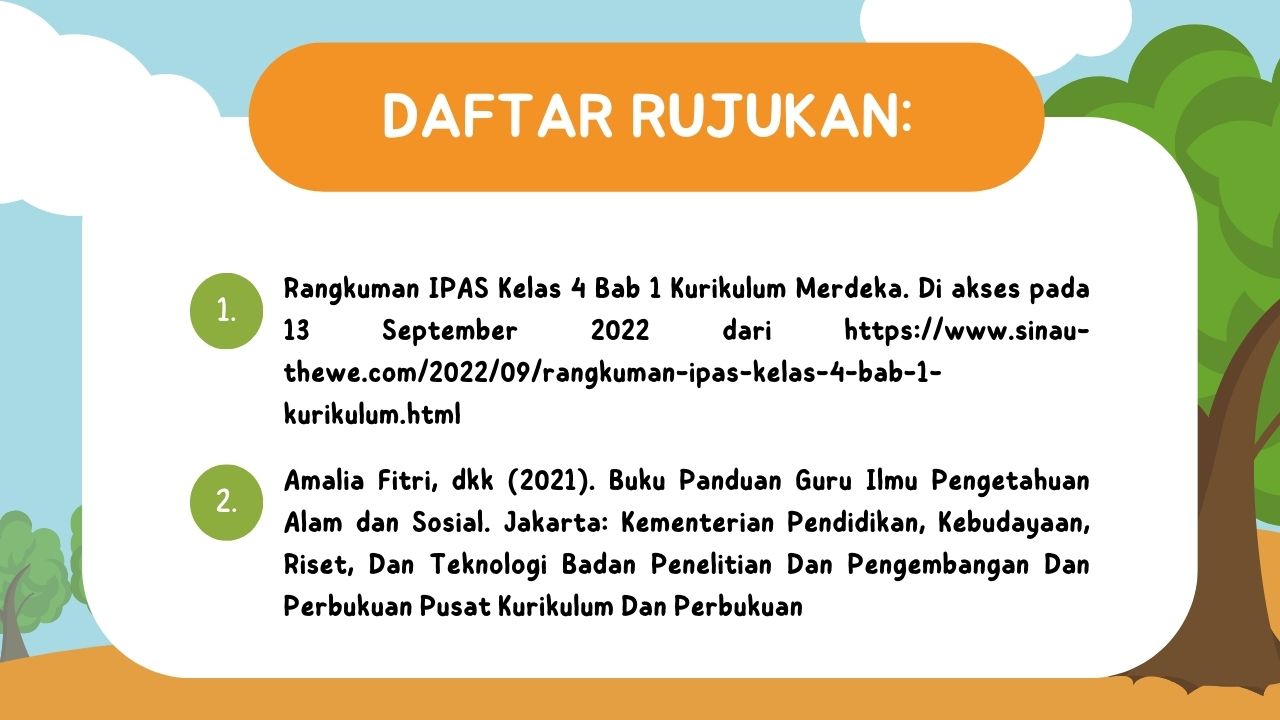 DAFTAR RUJUKAN:
1.
Rangkuman IPAS Kelas 4 Bab 1 Kurikulum Merdeka. Di akses pada
13 September 2022 dari https://www.sinau-
thewe.com/2022/09/rangkuman-ipas-kelas-4-bab-1-
kurikulum.html
2.
Amalia Fitri, dkk (2021). Buku Panduan Guru Ilmu Pengetahuan
Alam dan Sosial. Jakarta: Kementerian Pendidikan, Kebudayaan,
Riset, Dan Teknologi Badan Penelitian Dan Pengembangan Dan
Perbukuan Pusat Kurikulum Dan Perbukuan